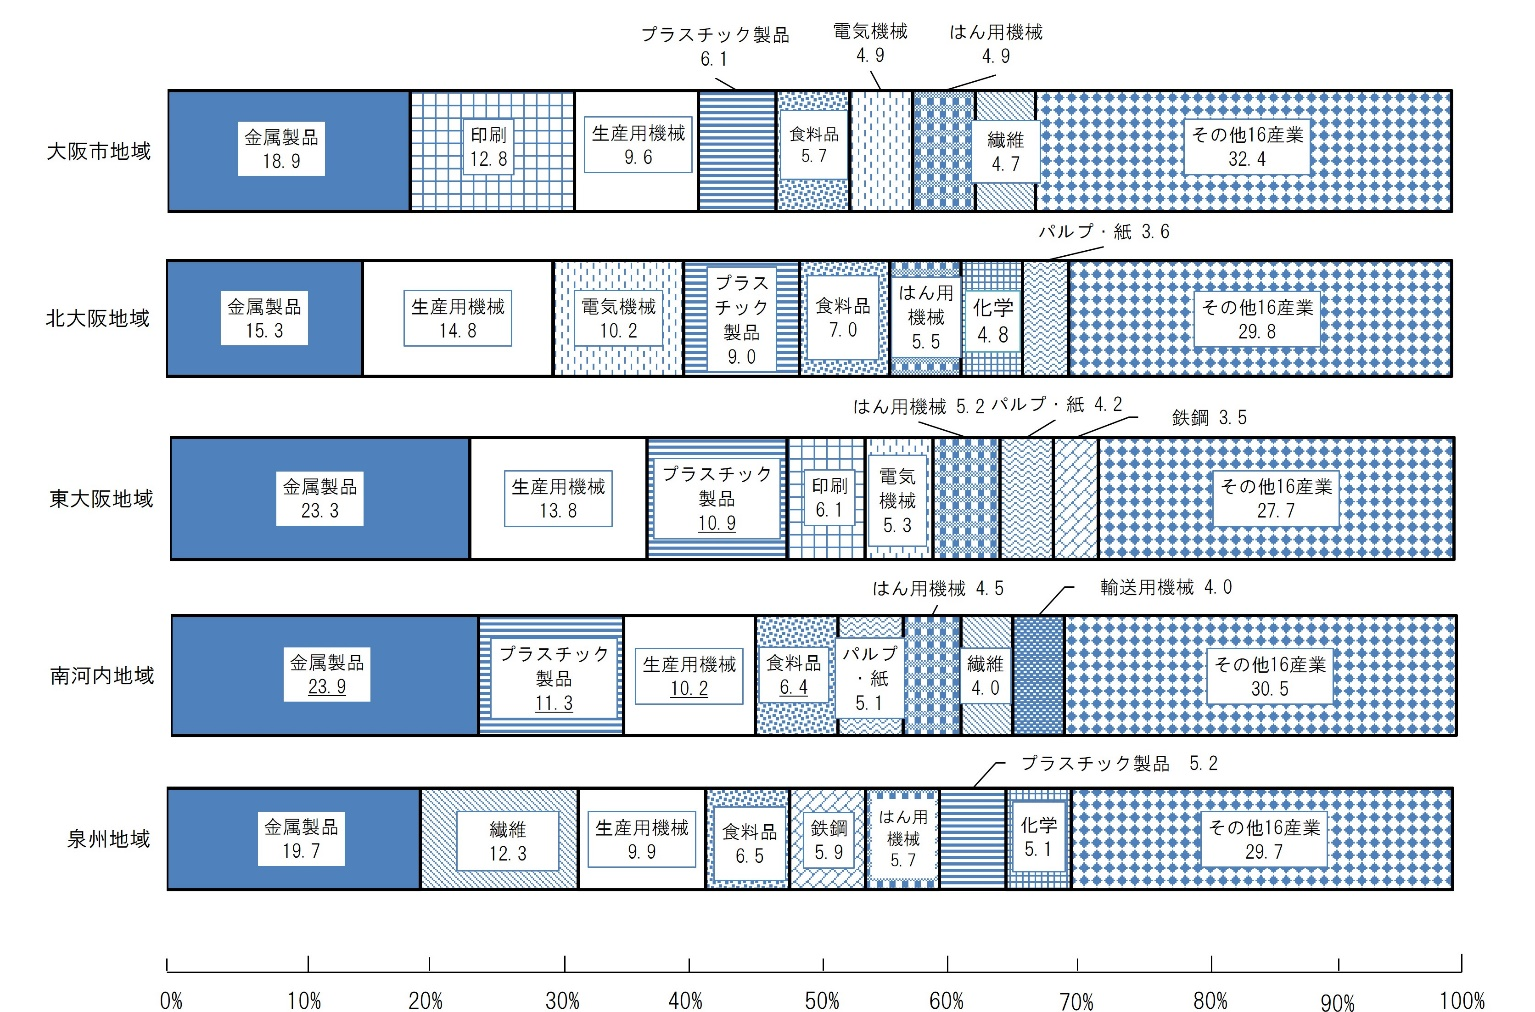 プラスチック製品
6.1
電気機械
4.9
はん用機械
4.9
大阪市地域
金属製品
18.9
印刷
12.8
生産用機械
9.6
食料品
5.7
繊維
4.7
その他16産業
32.4
パルプ・紙 3.6
北大阪地域
金属製品
15.3
生産用機械
14.8
電気機械
10.2
プラス
チック
製品
9.0
食料品
7.0
はん用
機械
5.5
化学
4.8
その他16産業
29.8
はん用機械 5.2
パルプ・紙 4.2
鉄鋼 3.5
東大阪地域
金属製品
23.3
生産用機械
13.8
プラスチック
製品
10.9
印刷
6.1
電気
機械
5.3
その他16産業
27.7
はん用機械 4.5
輸送用機械 4.0
南河内地域
金属製品
23.9
プラスチック
製品
11.3
生産用機械
10.2
食料品
6.4
パルプ
・紙
5.1
繊維
4.0
その他16産業
30.5
プラスチック製品 5.2
泉州地域
金属製品
19.7
繊維
12.3
生産用機械
9.9
食料品
6.5
鉄鋼
5.9
はん用
機械
5.7
化学
5.1
その他16産業
29.7
0% 10% 20% 30% 40% 50% 60% 70% 80% 90% 100%